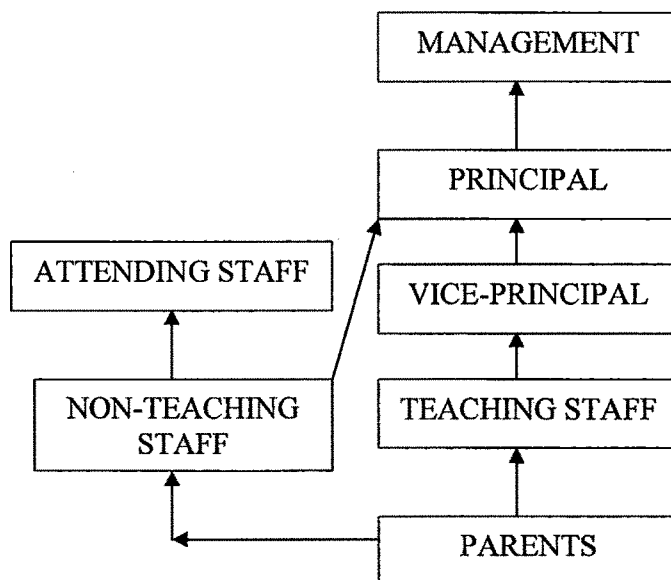 MANAGEMENT
PRINCIPAL
ATTENDING STAFF
VICE-PRINCIPAL
NON-TEACHING
STAFF
TEACHING STAFF
PARENTS